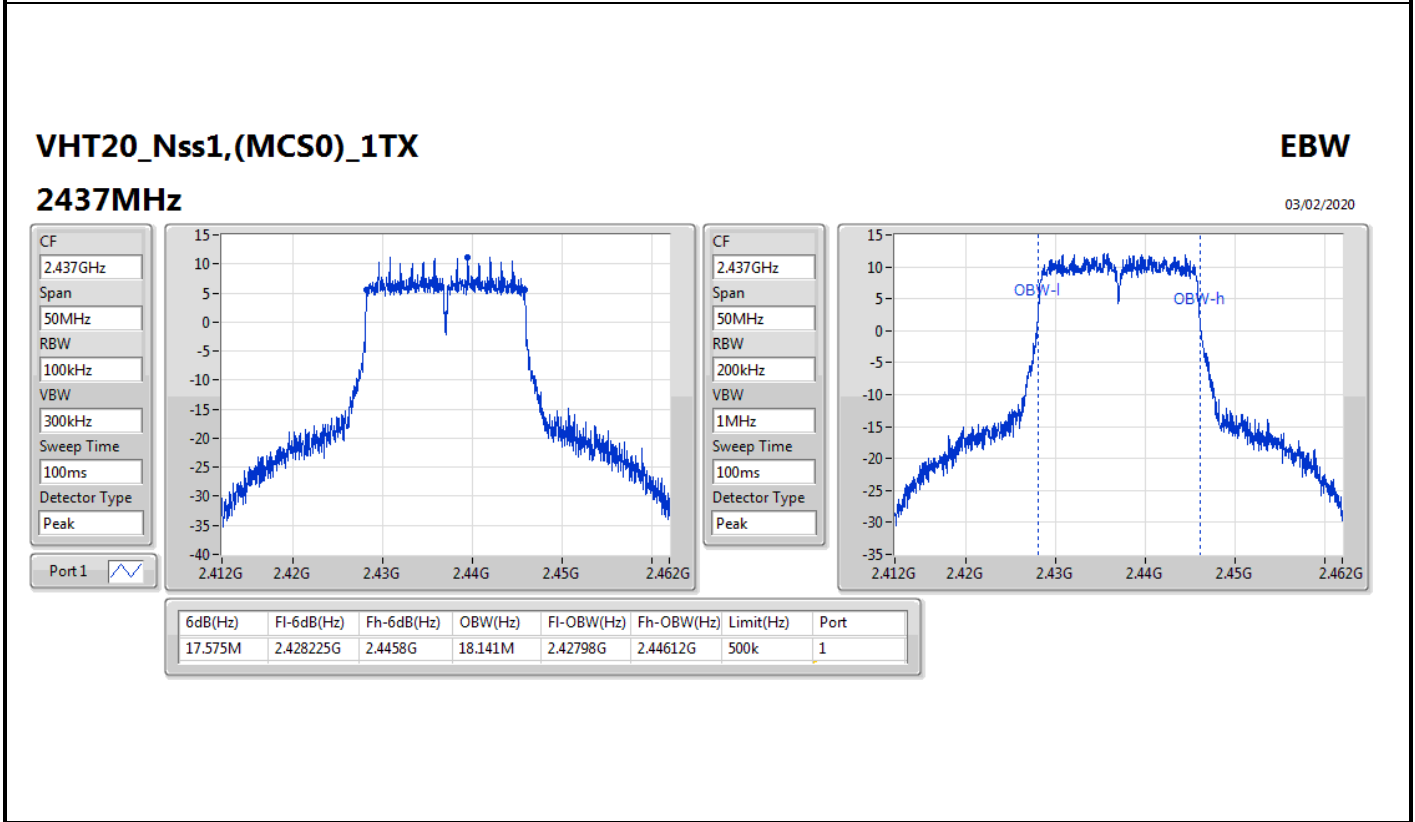 VHT20_Nss1,(MCS0)_1TX EBW
2437MHz 03/02/2020
CF
2.437GHz
Span
50MHz
RBW
100kHz
VBW
300kHz
Sweep Time
100ms
Detector Type
Peak
Port 1
15
10
5
0
-5
-10
-15
-20
-25
-30
-35
-40
2.412G 2.42G 2.43G 2.44G 2.45G 2.462G
CF
2.437GHz
Span
50MHz
RBW
200kHz
VBW
1MHz
Sweep Time
100ms
Detector Type
Peak
15
10
5
0
-5
-10
-15
-20
-25
-30
-35
OBW-l
OBW-h
2.412G 2.42G 2.43G 2.44G 2.45G 2.462G
6dB(Hz) Fl-6dB(Hz) Fh-6dB(Hz) OBW(Hz) Fl-OBW(Hz) Fh-OBW(Hz) Limit(Hz) Port
17.575M 2.428225G 2.4458G 18.141M 2.42798G 2.44612G 500k 1